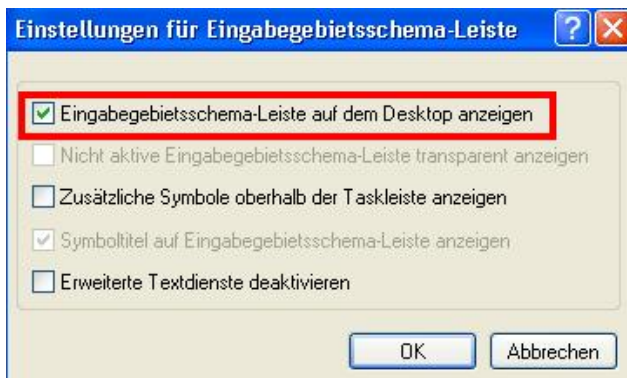 Einstellungen für Eingabegebietsschema-Leiste
Eingabegebietsschema-Leiste auf dem Desktop anzeigen
Nicht aktive Eingabegebietsschema-Leiste transparent anzeigen
Zusätzliche Symbole oberhalb der Taskleiste anzeigen
Symboltitel auf Eingabegebietsschema-Leiste anzeigen
Erweiterte Textdienste deaktivieren
OK Abbrechen